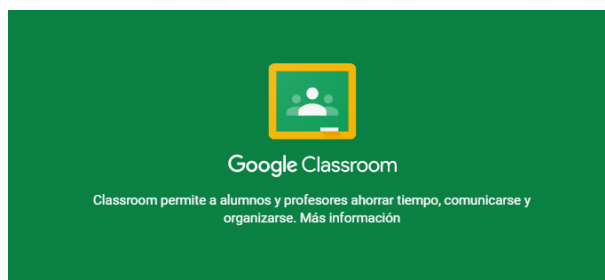 Google Classroom
Classroom permite a alumnos y profesores ahorrar tiempo, comunicarse y
organizarse. Más información